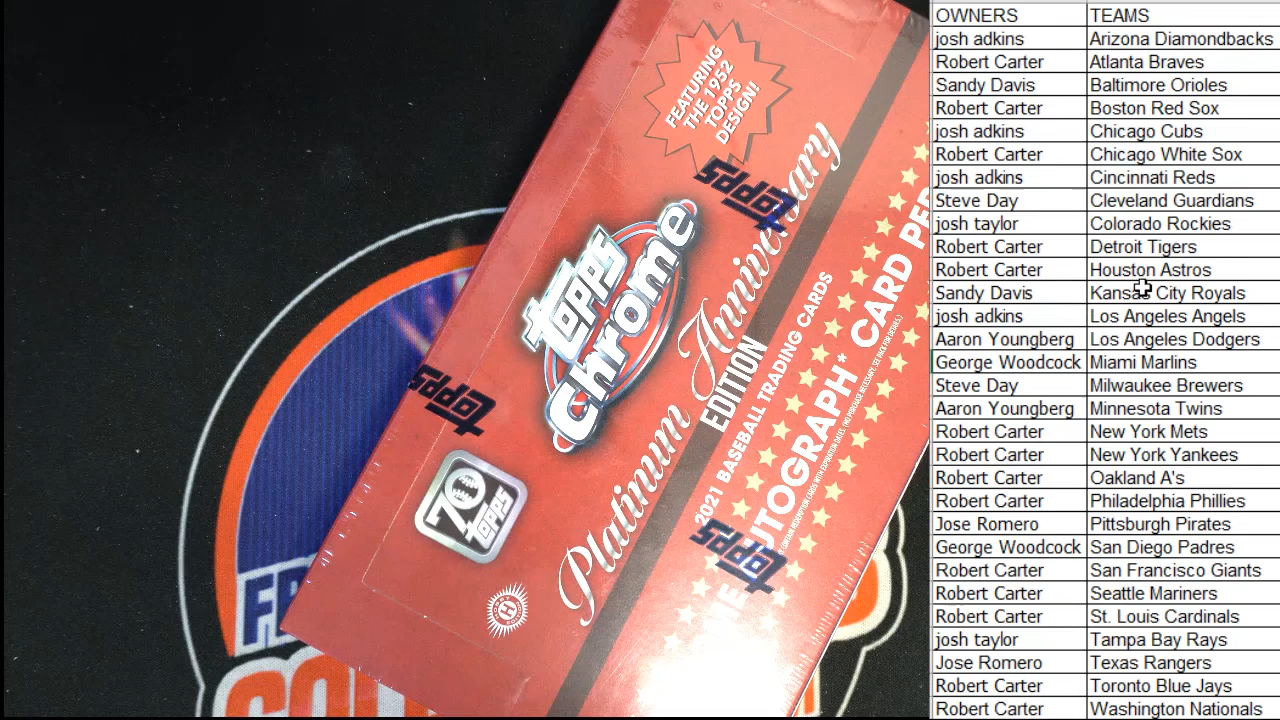 FEATURING
THE 1952
TOPPS
DESIGN!
topps
topps
Chrome
Platinum Anniversary
EDITION
2021 BASEBALL TRADING CARDS
AUTOGRAPH* CARD PER
topps
70
topps
topps
OWNERS TEAMS
josh adkins Arizona Diamondbacks
Robert Carter Atlanta Braves
Sandy Davis Baltimore Orioles
Robert Carter Boston Red Sox
josh adkins Chicago Cubs
Robert Carter Chicago White Sox
josh adkins Cincinnati Reds
Steve Day Cleveland Guardians
josh taylor Colorado Rockies
Robert Carter Detroit Tigers
Robert Carter Houston Astros
Sandy Davis Kansas City Royals
josh adkins Los Angeles Angels
Aaron Youngberg Los Angeles Dodgers
George Woodcock Miami Marlins
Steve Day Milwaukee Brewers
Aaron Youngberg Minnesota Twins
Robert Carter New York Mets
Robert Carter New York Yankees
Robert Carter Oakland A's
Robert Carter Philadelphia Phillies
Jose Romero Pittsburgh Pirates
George Woodcock San Diego Padres
Robert Carter San Francisco Giants
Robert Carter Seattle Mariners
Robert Carter St. Louis Cardinals
josh taylor Tampa Bay Rays
Jose Romero Texas Rangers
Robert Carter Toronto Blue Jays
Robert Carter Washington Nationals